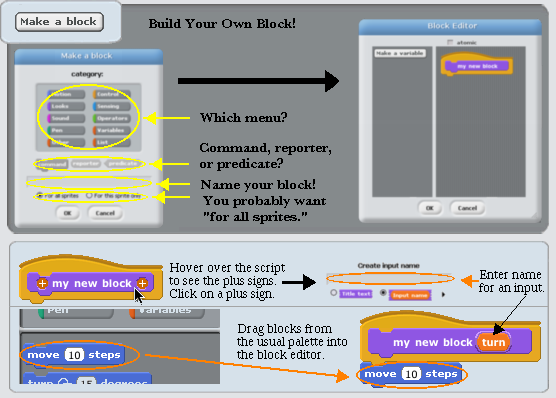 Make a block
Build Your Own Block!
Block Editor
Make a block
atomic
category:
Make a variable
my new block
Motion Control
Looks Sensing
Sound Operators
Pen Variables
List
Which menu?
Command, reporter,
or predicate?
command reporter predicate
Name your block!
For all sprites For this sprite only
You probably want
"for all sprites."
OK Cancel
OK Cancel
my new block
Hover over the script
to see the plus signs.
Click on a plus sign.
Create input name
Title text Input name
Enter name
for an input.
Pen Variables
move 10 steps
turn 15 degrees
Drag blocks from
the usual palette into
the block editor.
my new block turn
move 10 steps